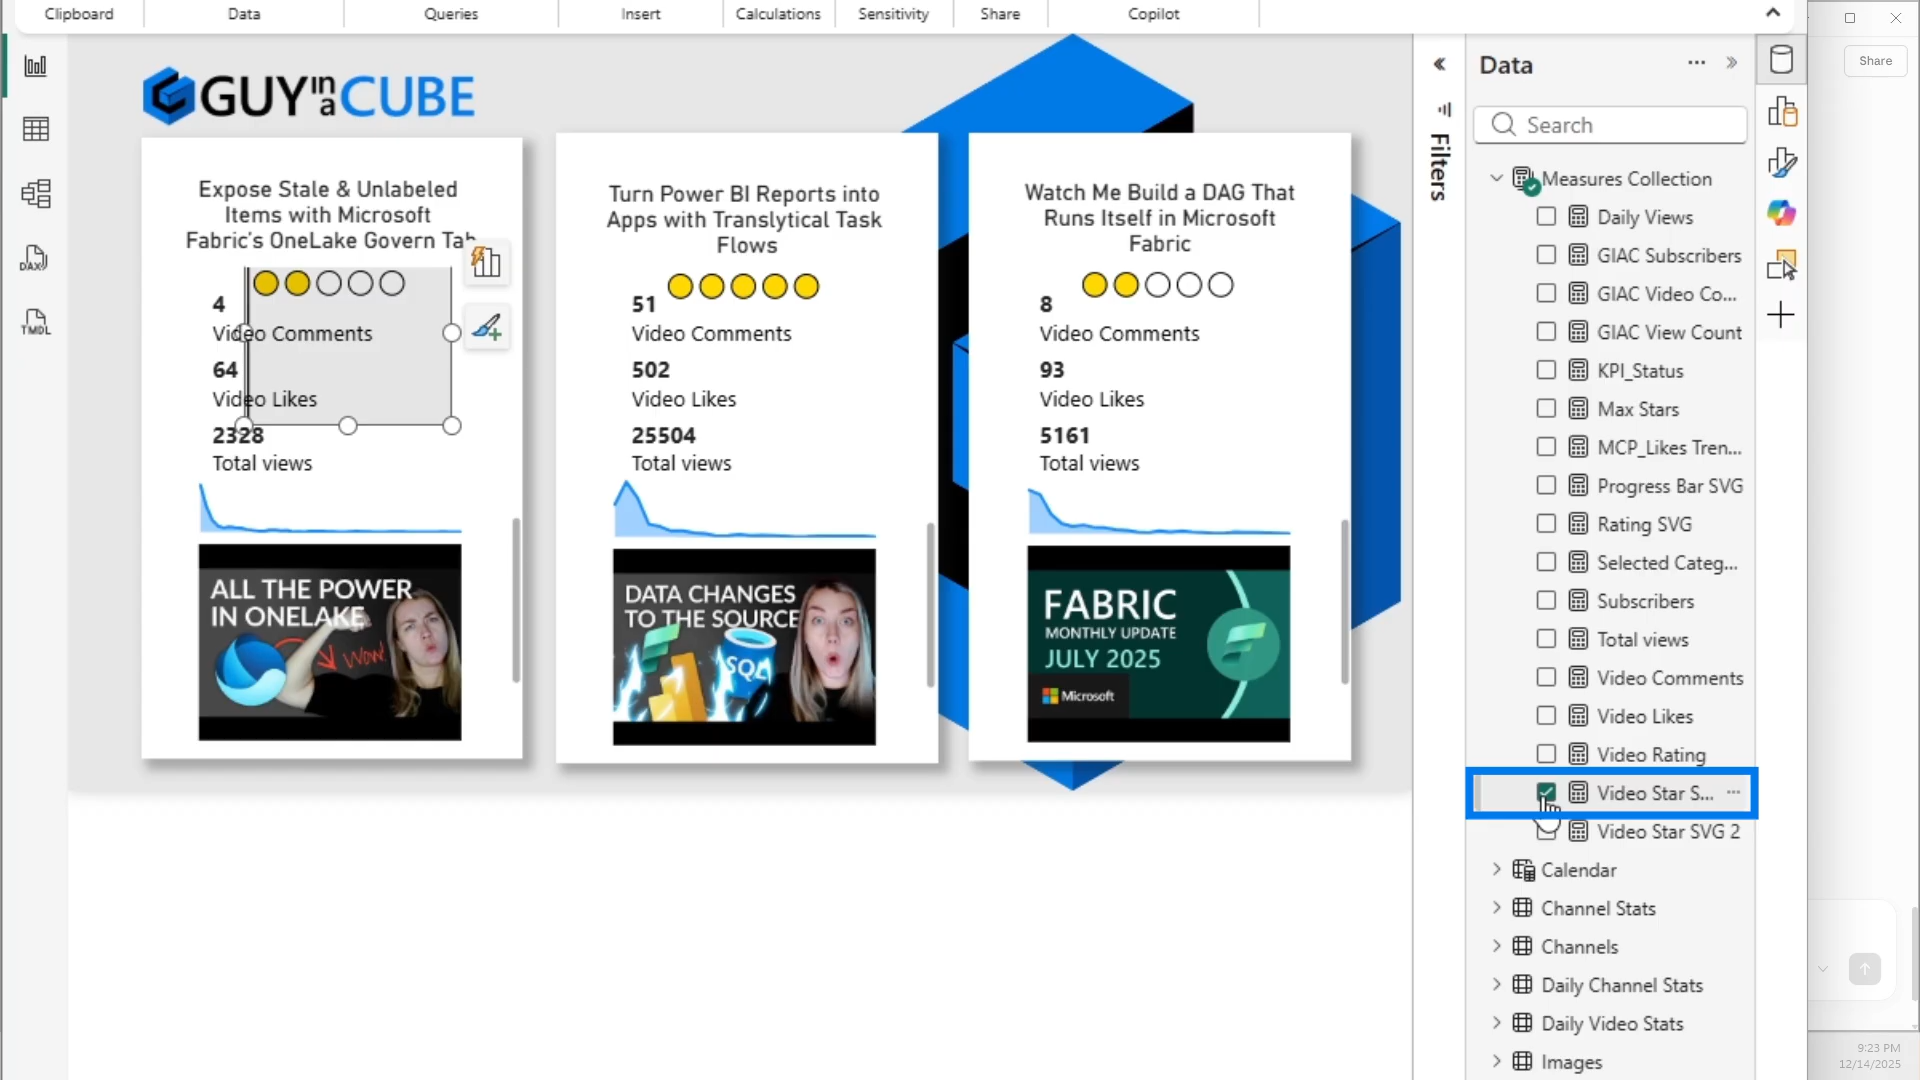 Clipboard
Data
Queries
Insert
Calculations
Sensitivity
Share
Copilot
Share
GUY in a CUBE
Expose Stale & Unlabeled
Items with Microsoft
Fabric's OneLake Govern Tab
4
Video Comments
64
Video Likes
2328
Total views
ALL THE POWER
IN ONELAKE
WOW!
Turn Power BI Reports into
Apps with Translytical Task
Flows
51
Video Comments
502
Video Likes
25504
Total views
DATA CHANGES
TO THE SOURCE
SQL
Watch Me Build a DAG That
Runs Itself in Microsoft
Fabric
8
Video Comments
93
Video Likes
5161
Total views
FABRIC
MONTHLY UPDATE
JULY 2025
Microsoft
DAX
TMDL
Filters
Data
Search
Measures Collection
Daily Views
GIAC Subscribers
GIAC Video Co...
GIAC View Count
KPI_Status
Max Stars
MCP_Likes Tren...
Progress Bar SVG
Rating SVG
Selected Categ...
Subscribers
Total views
Video Comments
Video Likes
Video Rating
Video Star S...
Video Star SVG 2
Calendar
Channel Stats
Channels
Daily Channel Stats
Daily Video Stats
Images
9:23 PM
12/14/2025